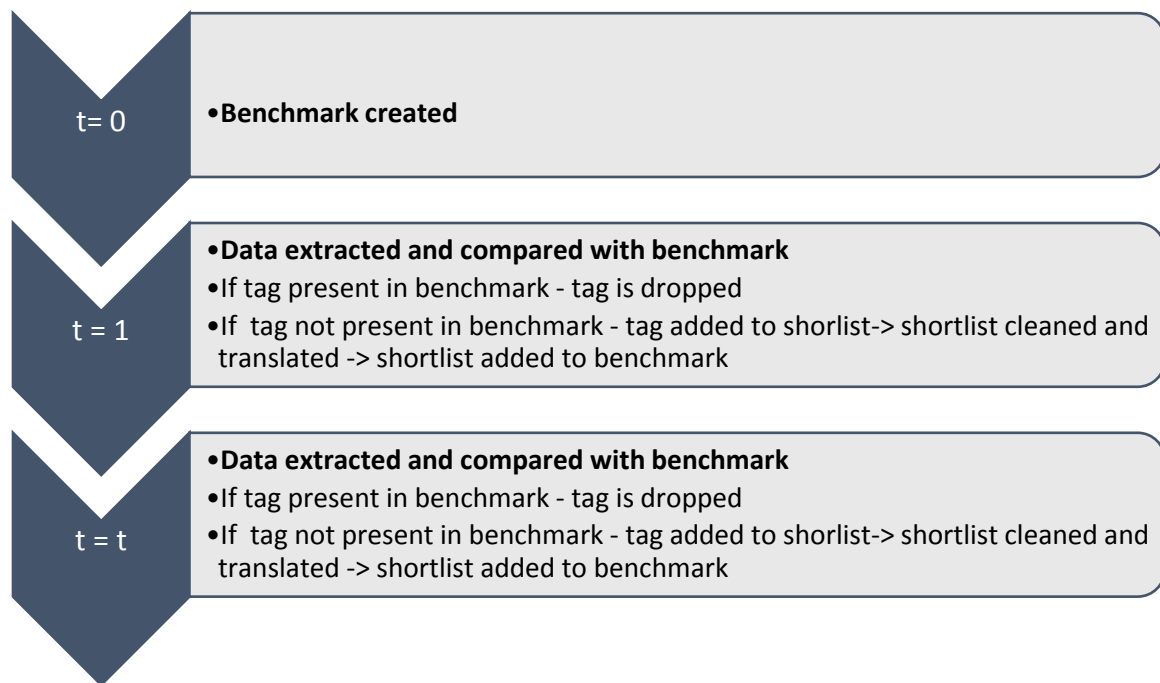 t= 0
•Benchmark created
t = 1
•Data extracted and compared with benchmark
•If tag present in benchmark - tag is dropped
•If  tag not present in benchmark - tag added to shorlist-> shortlist cleaned and
translated -> shortlist added to benchmark
t = t
•Data extracted and compared with benchmark
•If tag present in benchmark - tag is dropped
•If  tag not present in benchmark - tag added to shorlist-> shortlist cleaned and
translated -> shortlist added to benchmark